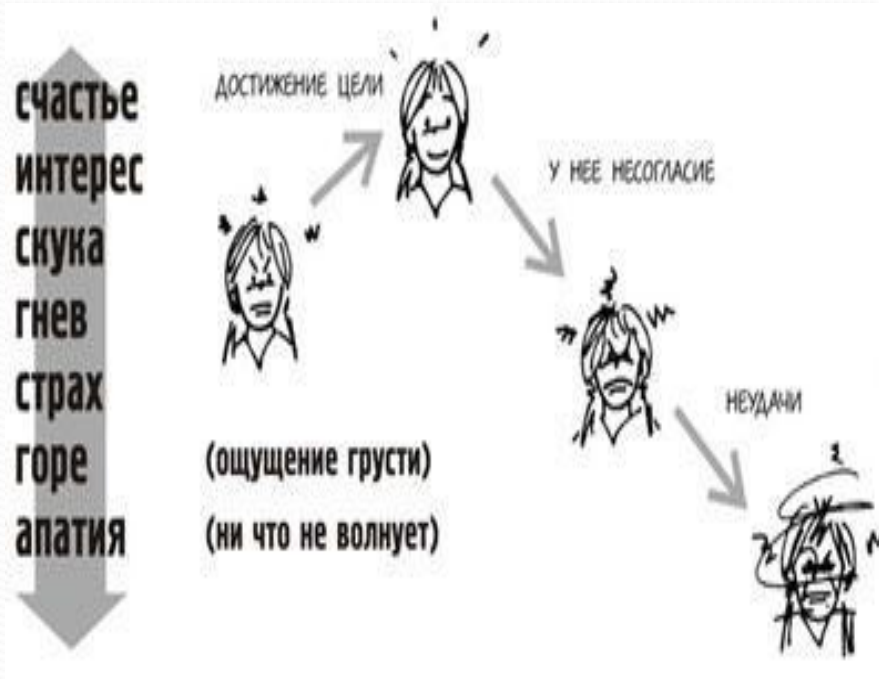 ДОСТИЖЕНИЕ ЦЕЛИ
счастье
интерес
У НЕЕ НЕСОГЛАСИЕ
скука
гнев
страх
НЕУДАЧИ
горе (ощущение грусти)
апатия (ни что не волнует)